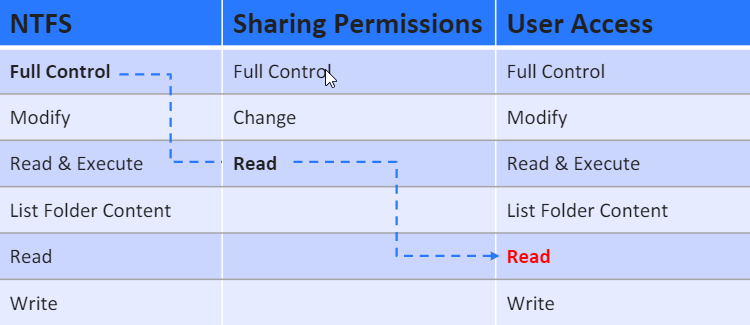 NTFS Sharing Permissions User Access
Full Control Full Control Full Control
Modify Change Modify
Read & Execute Read Read & Execute
List Folder Content List Folder Content
Read Read
Write Write